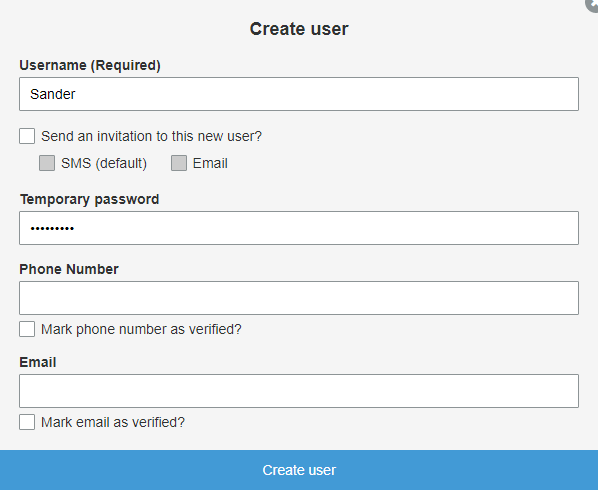 Create user
Username (Required)
Sander
Send an invitation to this new user?
SMS (default) Email
Temporary password
•••••••••
Phone Number
Mark phone number as verified?
Email
Mark email as verified?
Create user